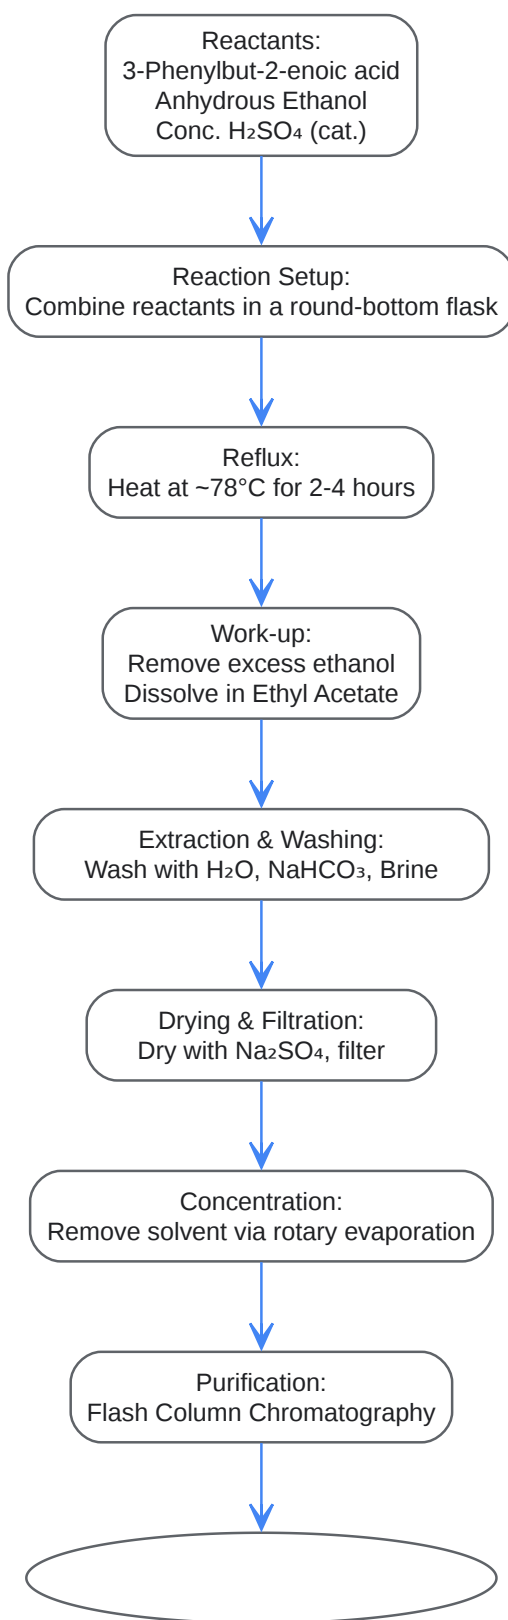 Reactants:
3-Phenylbut-2-enoic acid
Anhydrous Ethanol
Conc. H₂SO₄ (cat.)
Reaction Setup:
Combine reactants in a round-bottom flask
Reflux:
Heat at ~78°C for 2-4 hours
Work-up:
Remove excess ethanol
Dissolve in Ethyl Acetate
Extraction & Washing:
Wash with H₂O, NaHCO₃, Brine
Drying & Filtration:
Dry with Na₂SO₄, filter
Concentration:
Remove solvent via rotary evaporation
Purification:
Flash Column Chromatography